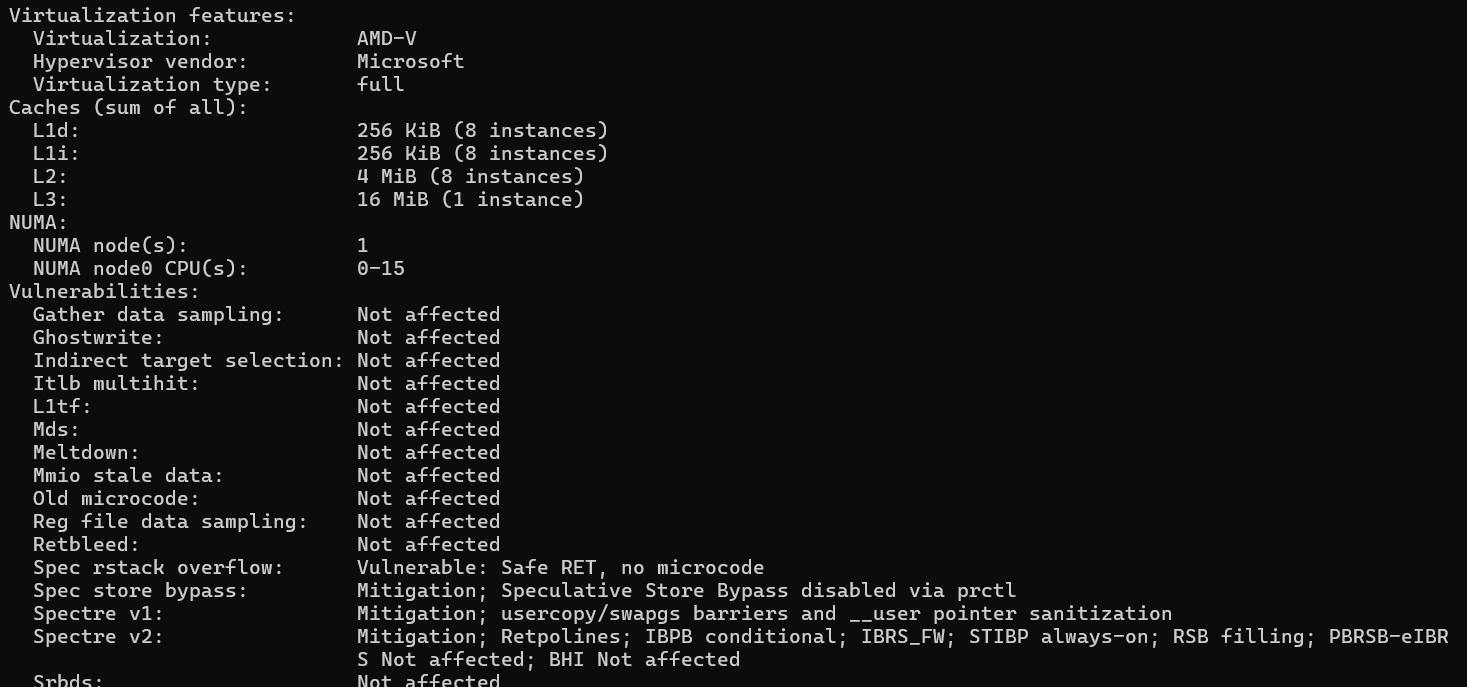 Virtualization features:
Virtualization: AMD-V
Hypervisor vendor: Microsoft
Virtualization type: full
Caches (sum of all):
L1d: 256 KiB (8 instances)
L1i: 256 KiB (8 instances)
L2: 4 MiB (8 instances)
L3: 16 MiB (1 instance)
NUMA:
NUMA node(s): 1
NUMA node0 CPU(s): 0-15
Vulnerabilities:
Gather data sampling: Not affected
Ghostwrite: Not affected
Indirect target selection: Not affected
Itlb multihit: Not affected
L1tf: Not affected
Mds: Not affected
Meltdown: Not affected
Mmio stale data: Not affected
Old microcode: Not affected
Reg file data sampling: Not affected
Retbleed: Not affected
Spec rstack overflow: Vulnerable: Safe RET, no microcode
Spec store bypass: Mitigation; Speculative Store Bypass disabled via prctl
Spectre v1: Mitigation; usercopy/swapgs barriers and __user pointer sanitization
Spectre v2: Mitigation; Retpolines; IBPB conditional; IBRS_FW; STIBP always-on; RSB filling; PBRSB-eIBR
S Not affected; BHI Not affected
Srbds: Not affected